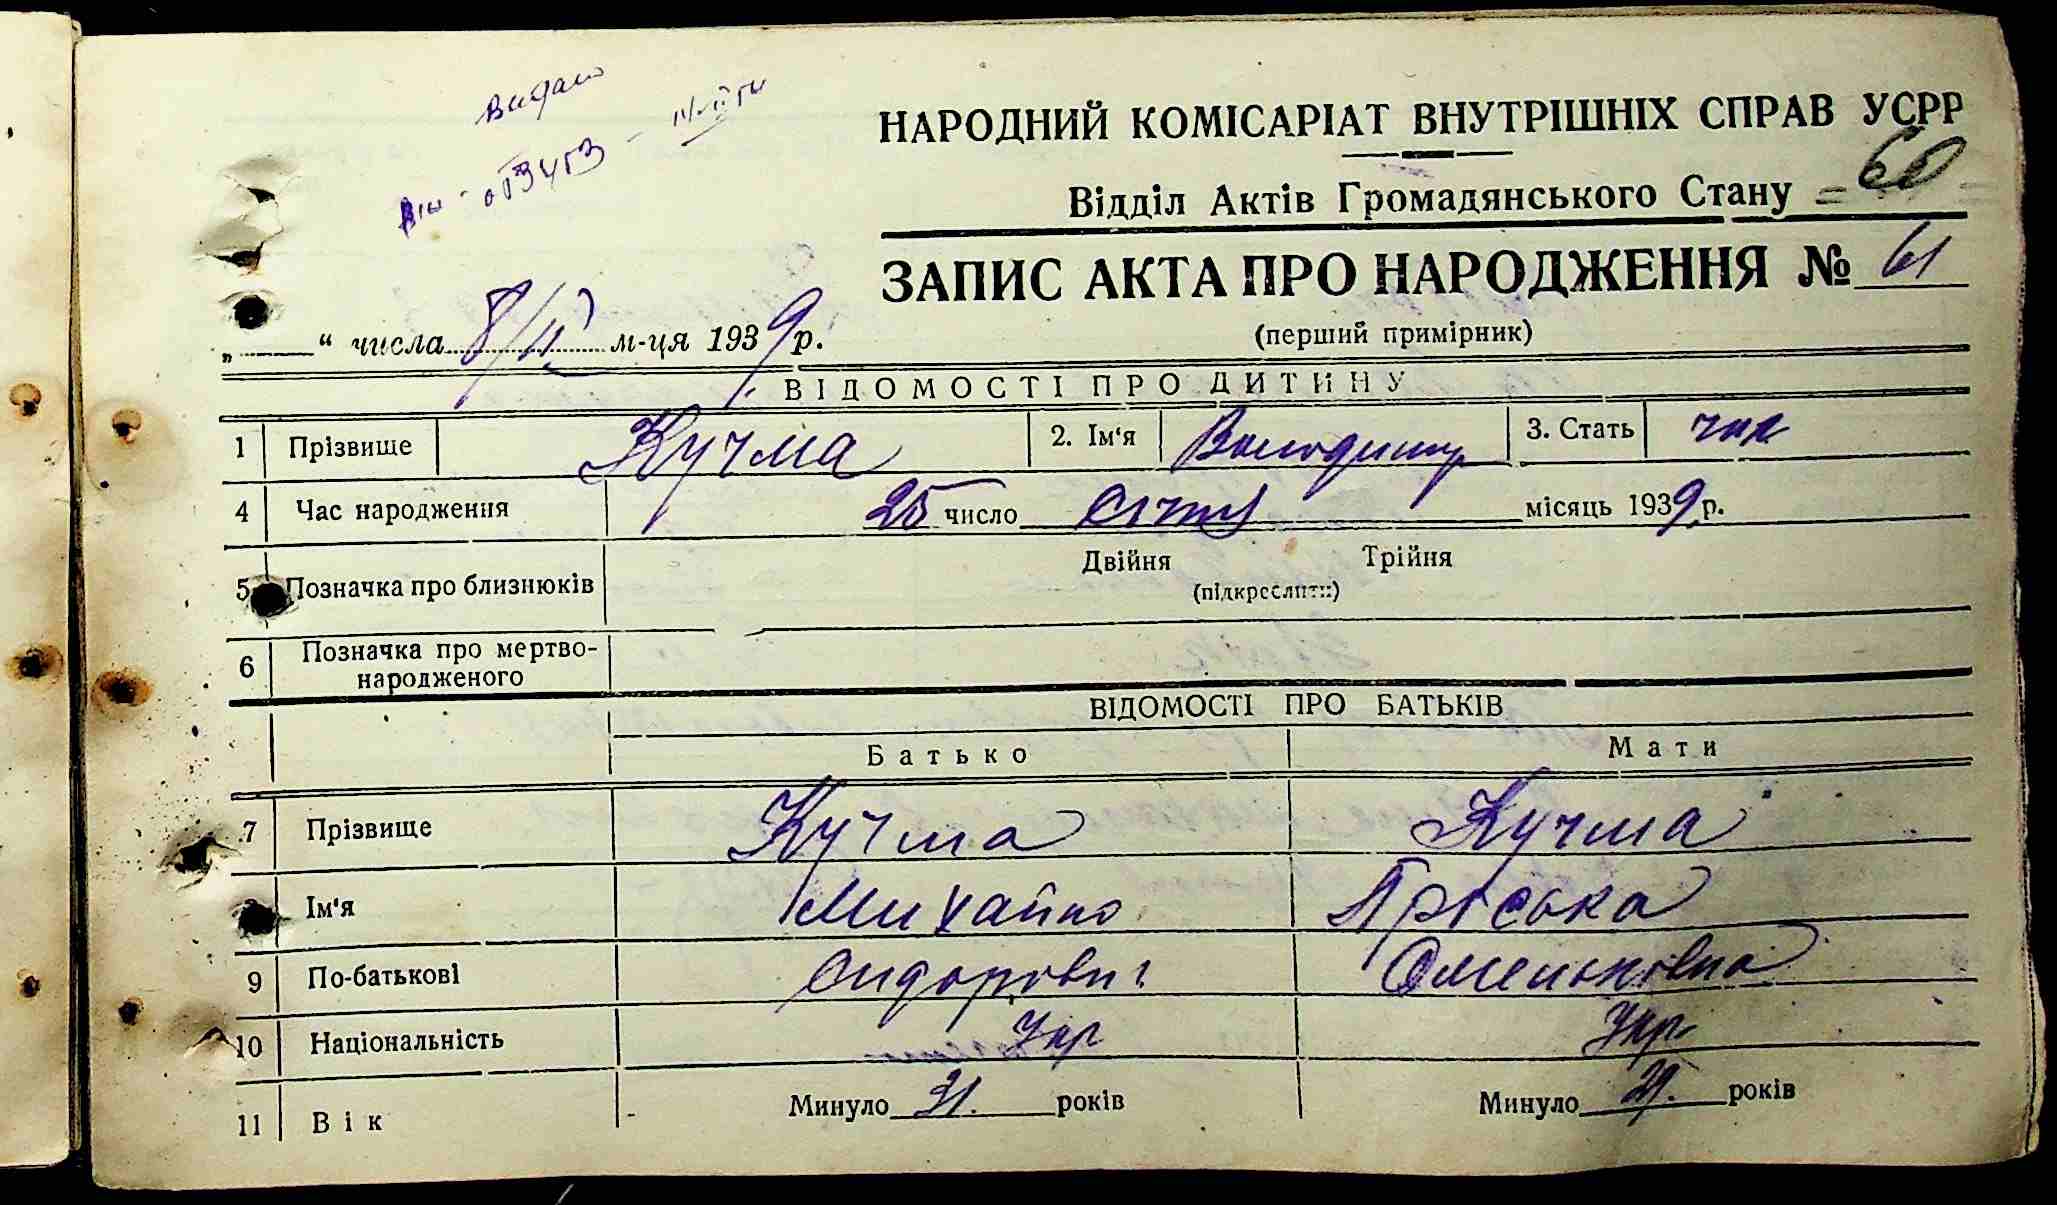 Видано
НАРОДНИЙ КОМІСАРІАТ ВНУТРІШНІХ СПРАВ УСРР
Відділ Актів Громадянського Стану
60
ЗАПИС АКТА ПРО НАРОДЖЕННЯ № 61
(перший примірник)
„ “ числа 8/II м-ця 1939 р.
ВІДОМОСТІ ПРО ДИТИНУ
1 Прізвище Кучма 2. Ім‘я Володимир 3. Стать чол
4 Час народження 25 число січня місяць 1939 р.
5 Позначка про близнюків Двійня Трійня
(підкреслити)
6 Позначка про мертво-
народженого
ВІДОМОСТІ ПРО БАТЬКІВ
Батько Мати
7 Прізвище Кучма Кучма
Ім‘я Михайло Пріська
9 По-батькові Сидорович Омельковна
10 Національність Укр Укр
11 Вік Минуло 31. років Минуло років